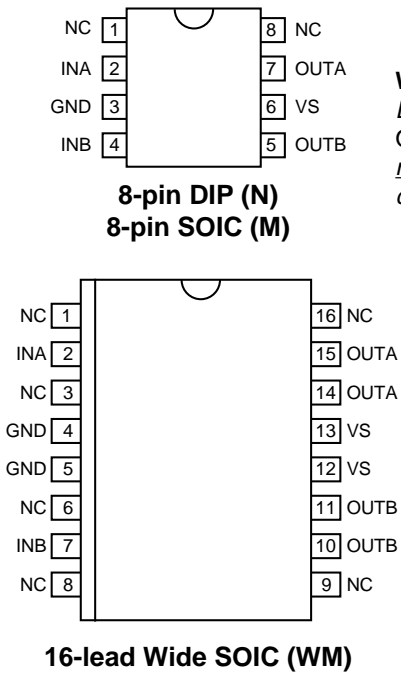 NC 1 8 NC
INA 2 7 OUTA
GND 3 6 VS
INB 4 5 OUTB
8-pin DIP (N)
8-pin SOIC (M)
NC 1 16 NC
INA 2 15 OUTA
NC 3 14 OUTA
GND 4 13 VS
GND 5 12 VS
NC 6 11 OUTB
INB 7 10 OUTB
NC 8 9 NC
16-lead Wide SOIC (WM)